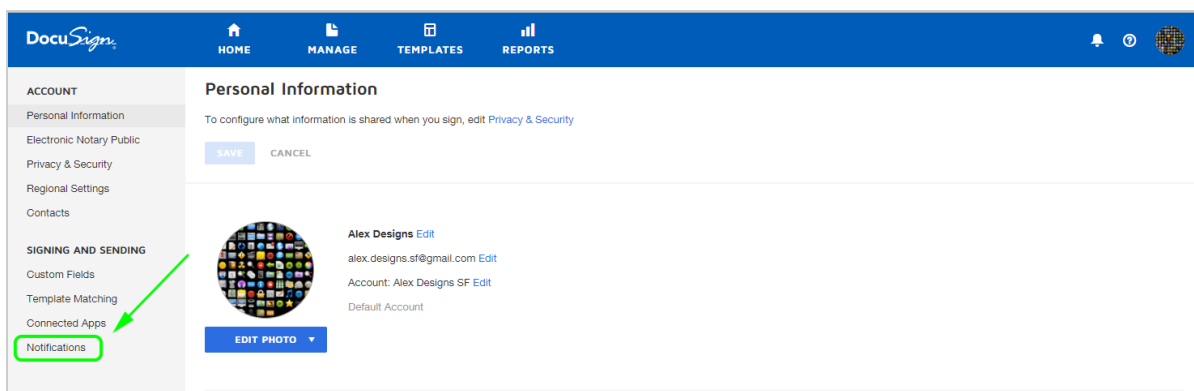 DocuSign
HOME
MANAGE
TEMPLATES
REPORTS
ACCOUNT
Personal Information
Electronic Notary Public
Privacy & Security
Regional Settings
Contacts
SIGNING AND SENDING
Custom Fields
Template Matching
Connected Apps
Notifications
Personal Information
To configure what information is shared when you sign, edit Privacy & Security
SAVE CANCEL
Alex Designs Edit
alex.designs.sf@gmail.com Edit
Account: Alex Designs SF Edit
Default Account
EDIT PHOTO